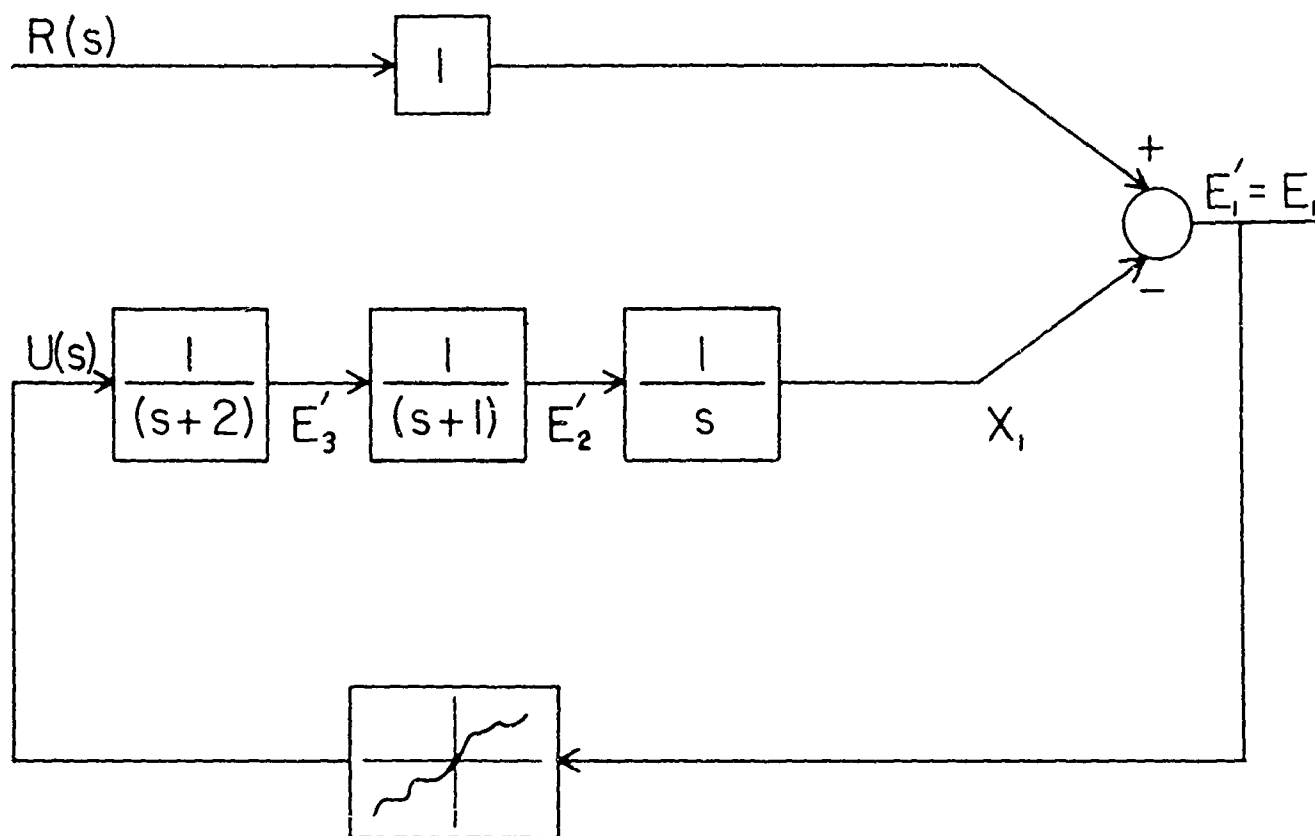 R(s)
1
+
E₁′ = E₁
−
U(s)
1
(s+2)
E₃′
1
(s+1)
E₂′
1
s
X₁